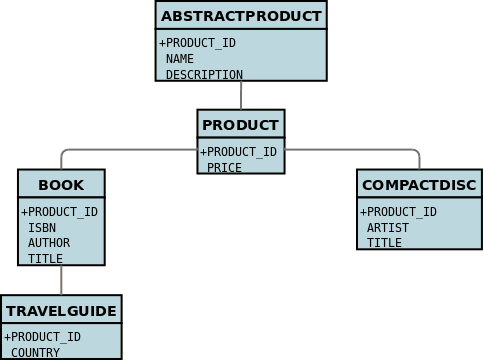 ABSTRACTPRODUCT
+PRODUCT_ID
NAME
DESCRIPTION
PRODUCT
+PRODUCT_ID
PRICE
BOOK
+PRODUCT_ID
ISBN
AUTHOR
TITLE
COMPACTDISC
+PRODUCT_ID
ARTIST
TITLE
TRAVELGUIDE
+PRODUCT_ID
COUNTRY